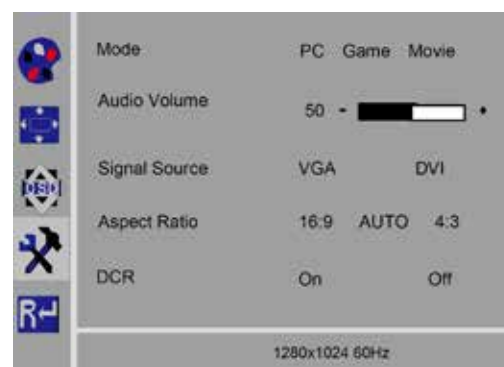 Mode PC Game Movie
Audio Volume 50 - +
Signal Source VGA DVI
OSD
Aspect Ratio 16:9 AUTO 4:3
DCR On Off
R
1280x1024 60Hz